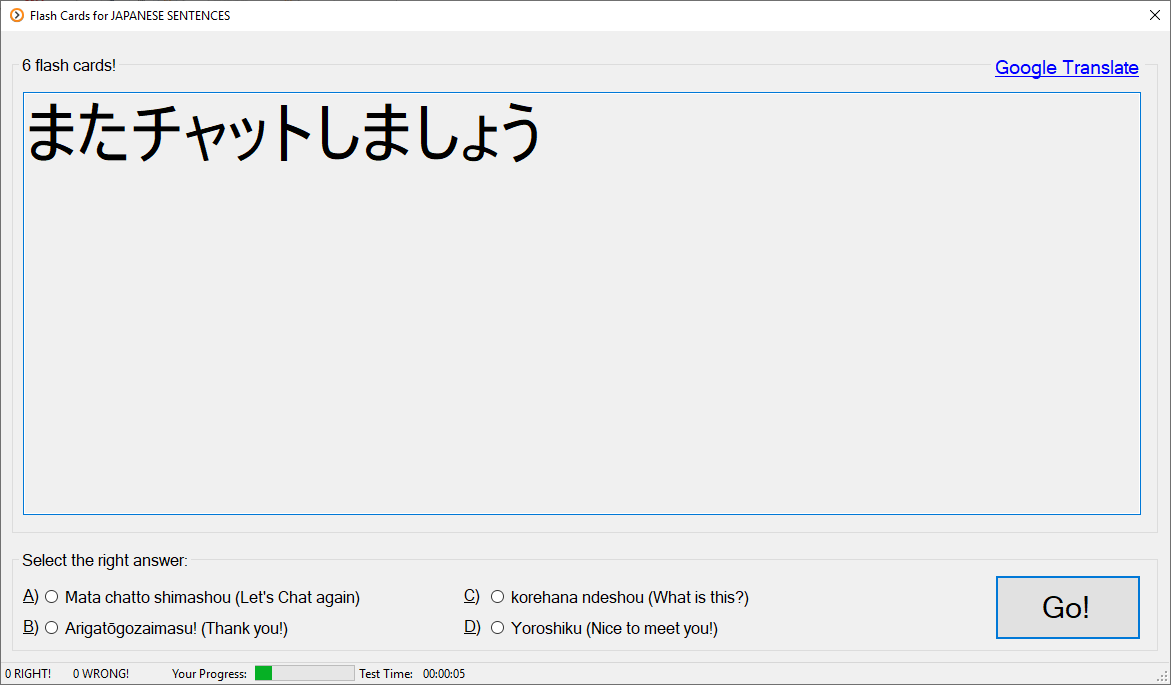 Flash Cards for JAPANESE SENTENCES
6 flash cards!
Google Translate
またチャットしましょう
Select the right answer:
A) Mata chatto shimashou (Let's Chat again)
B) Arigatōgozaimasu! (Thank you!)
C) korehana ndeshou (What is this?)
D) Yoroshiku (Nice to meet you!)
Go!
0 RIGHT! 0 WRONG! Your Progress: Test Time: 00:00:05